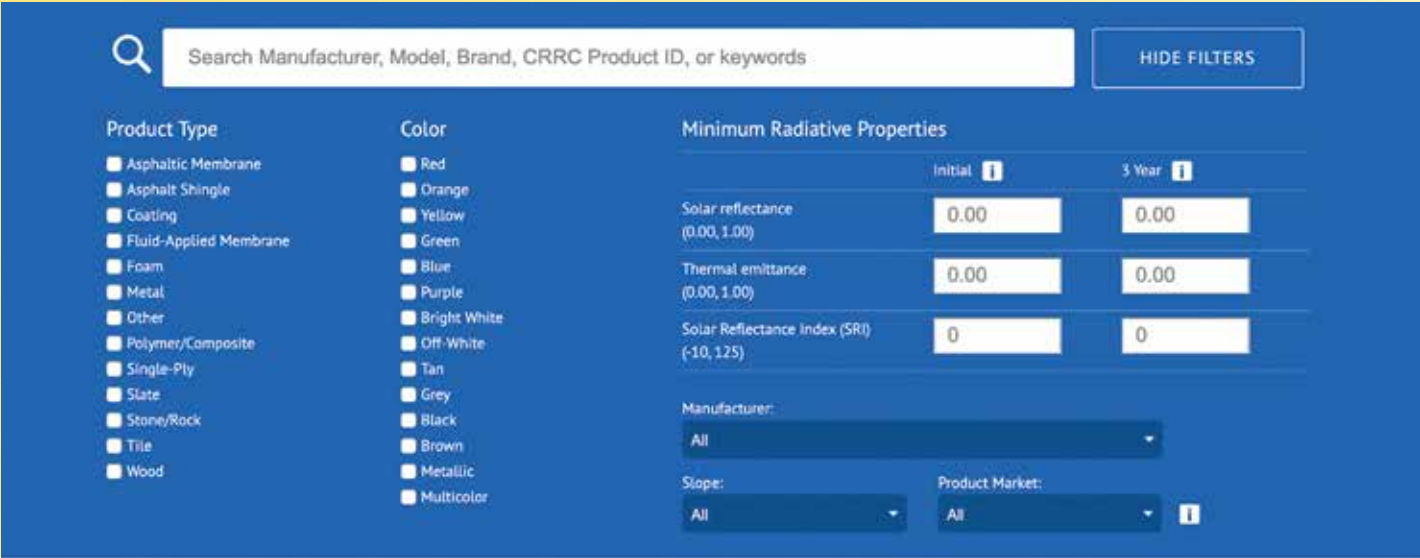 Search Manufacturer, Model, Brand, CRRC Product ID, or keywords
HIDE FILTERS
Product Type
Asphaltic Membrane
Asphalt Shingle
Coating
Fluid-Applied Membrane
Foam
Metal
Other
Polymer/Composite
Single-Ply
Slate
Stone/Rock
Tile
Wood
Color
Red
Orange
Yellow
Green
Blue
Purple
Bright White
Off-White
Tan
Grey
Black
Brown
Metallic
Multicolor
Minimum Radiative Properties
Initial i 3 Year i
Solar reflectance 0.00 0.00
(0.00, 1.00)
Thermal emittance 0.00 0.00
(0.00, 1.00)
Solar Reflectance Index (SRI) 0 0
(-10, 125)
Manufacturer:
All
Slope: Product Market:
All All i